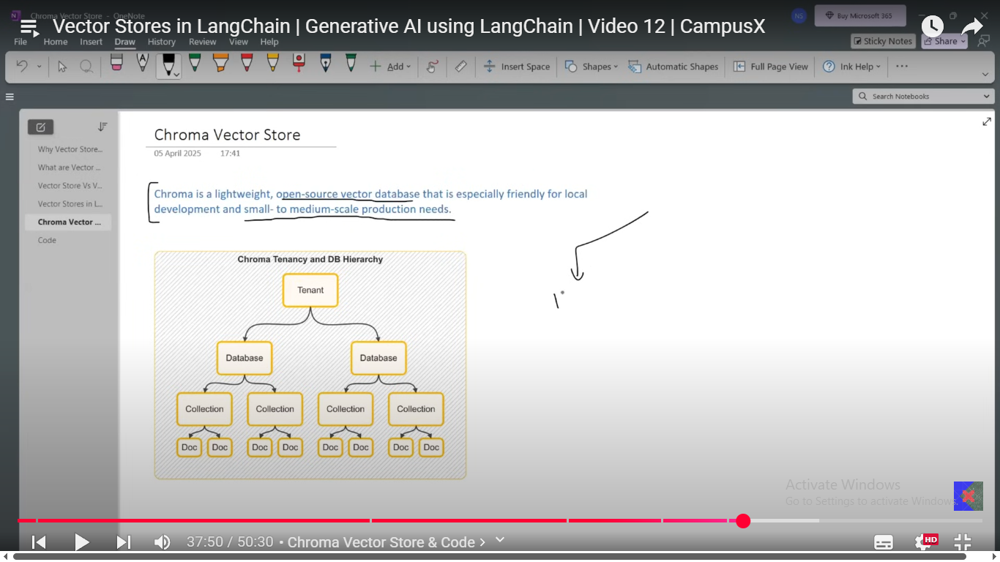 Chroma Vector Store - OneNote
NS
Buy Microsoft 365
Vector Stores in LangChain | Generative AI using LangChain | Video 12 | CampusX
File Home Insert Draw History Review View Help
Sticky Notes
Share
Add
Insert Space
Shapes
Automatic Shapes
Full Page View
Ink Help
Search Notebooks
Why Vector Store...
What are Vector ...
Vector Store Vs V...
Vector Stores in L...
Chroma Vector ...
Code
Chroma Vector Store
05 April 2025 17:41
Chroma is a lightweight, open-source vector database that is especially friendly for local
development and small- to medium-scale production needs.
Chroma Tenancy and DB Hierarchy
Tenant
Database Database
Collection Collection Collection Collection
Doc Doc Doc Doc Doc Doc Doc Doc
Activate Windows
Go to Settings to activate Windows.
37:50 / 50:30 • Chroma Vector Store & Code
HD